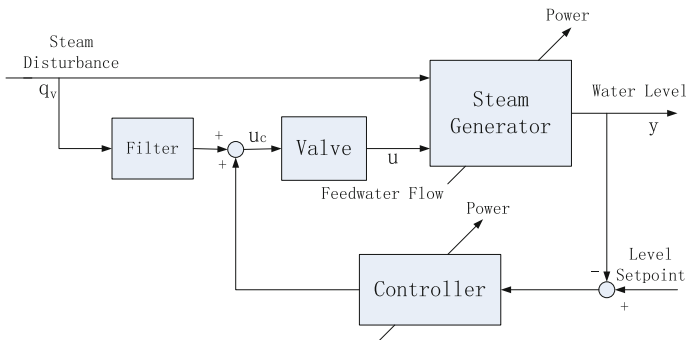 Power
Steam
Disturbance
q_v
Steam
Generator
Water Level
y
Filter
+
+
u_c
Valve
u
Feedwater Flow
Power
Controller
−
Level
Setpoint
+